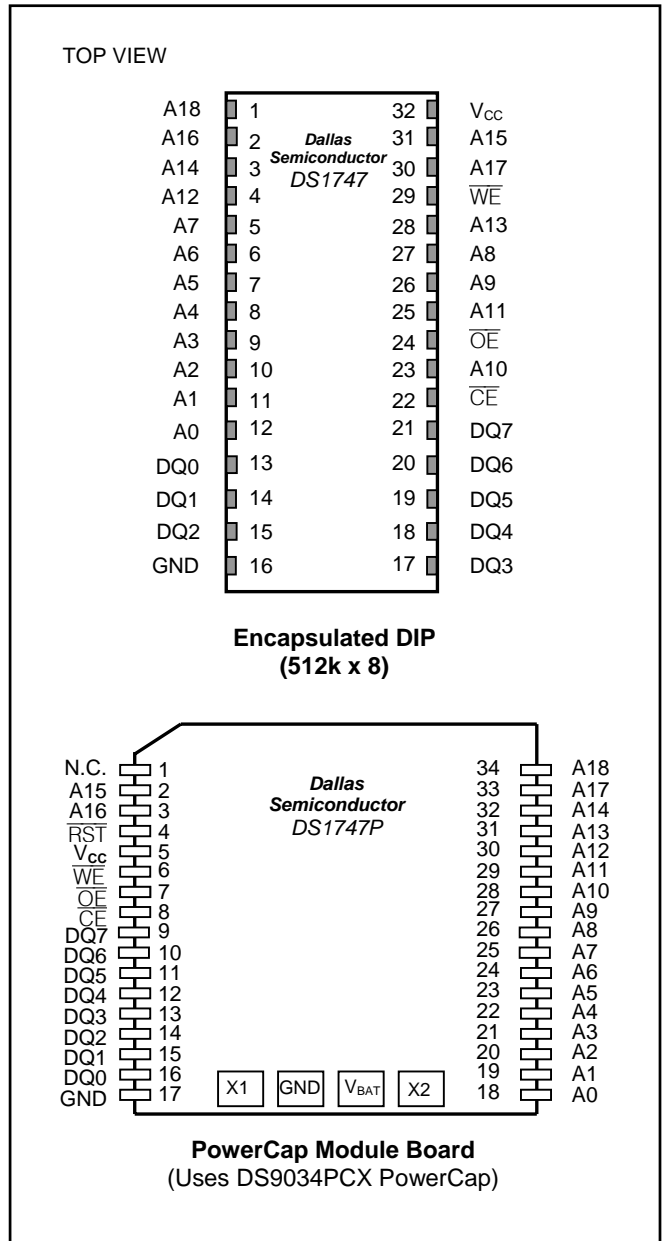 TOP VIEW
A18 1 32 VCC
A16 2 Dallas 31 A15
A14 3 Semiconductor 30 A17
A12 4 DS1747 29 W̅E̅
A7 5 28 A13
A6 6 27 A8
A5 7 26 A9
A4 8 25 A11
A3 9 24 O̅E̅
A2 10 23 A10
A1 11 22 C̅E̅
A0 12 21 DQ7
DQ0 13 20 DQ6
DQ1 14 19 DQ5
DQ2 15 18 DQ4
GND 16 17 DQ3
Encapsulated DIP
(512k x 8)
N.C. 1 34 A18
A15 2 Dallas 33 A17
A16 3 Semiconductor 32 A14
R̅S̅T̅ 4 DS1747P 31 A13
VCC 5 30 A12
W̅E̅ 6 29 A11
O̅E̅ 7 28 A10
C̅E̅ 8 27 A9
DQ7 9 26 A8
DQ6 10 25 A7
DQ5 11 24 A6
DQ4 12 23 A5
DQ3 13 22 A4
DQ2 14 21 A3
DQ1 15 20 A2
DQ0 16 19 A1
GND 17 X1 GND VBAT X2 18 A0
PowerCap Module Board
(Uses DS9034PCX PowerCap)